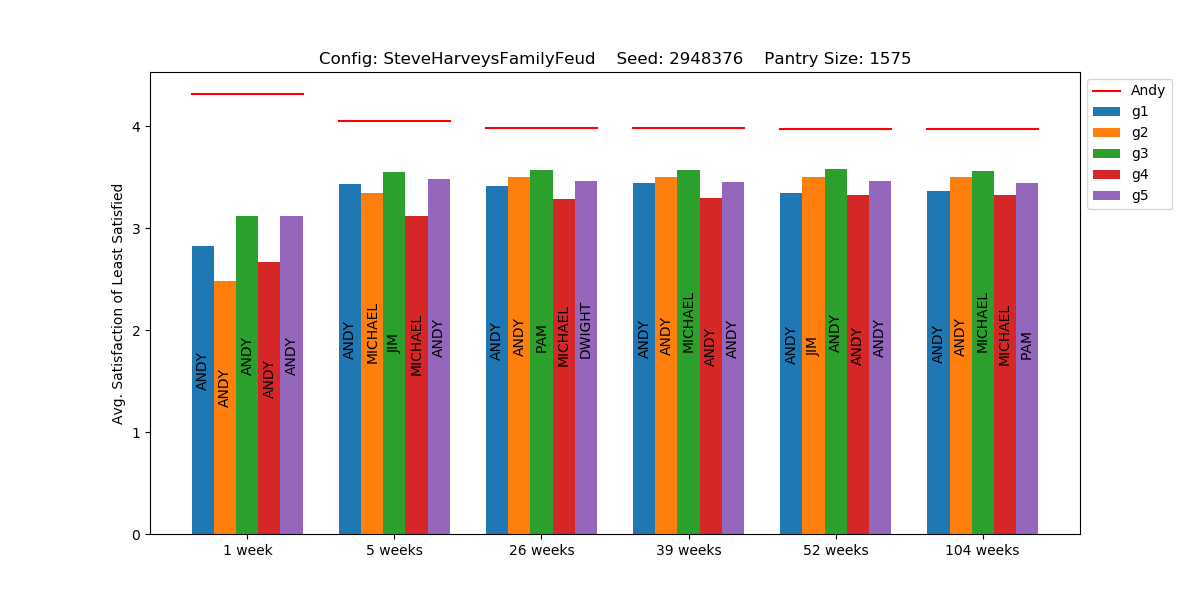 Config: SteveHarveysFamilyFeud    Seed: 2948376    Pantry Size: 1575
Avg. Satisfaction of Least Satisfied
4
3
2
1
0
ANDY
ANDY
ANDY
ANDY
ANDY
ANDY
MICHAEL
JIM
MICHAEL
ANDY
ANDY
ANDY
PAM
MICHAEL
DWIGHT
ANDY
ANDY
MICHAEL
ANDY
ANDY
ANDY
JIM
ANDY
ANDY
ANDY
ANDY
ANDY
MICHAEL
MICHAEL
PAM
1 week
5 weeks
26 weeks
39 weeks
52 weeks
104 weeks
Andy
g1
g2
g3
g4
g5